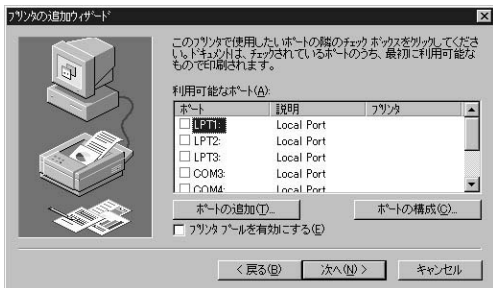 プリンタの追加ウィザード
このプリンタで使用したいポートの隣のチェック ボックスをクリックしてくださ
い。ドキュメントは、チェックされているポートのうち、最初に利用可能な
もので印刷されます。
利用可能なポート(A):
ポート 説明 プリンタ
LPT1: Local Port
LPT2: Local Port
LPT3: Local Port
COM3: Local Port
COM4: Local Port
ポートの追加(T)... ポートの構成(C)...
プリンタ プールを有効にする(E)
< 戻る(B) 次へ(N) > キャンセル